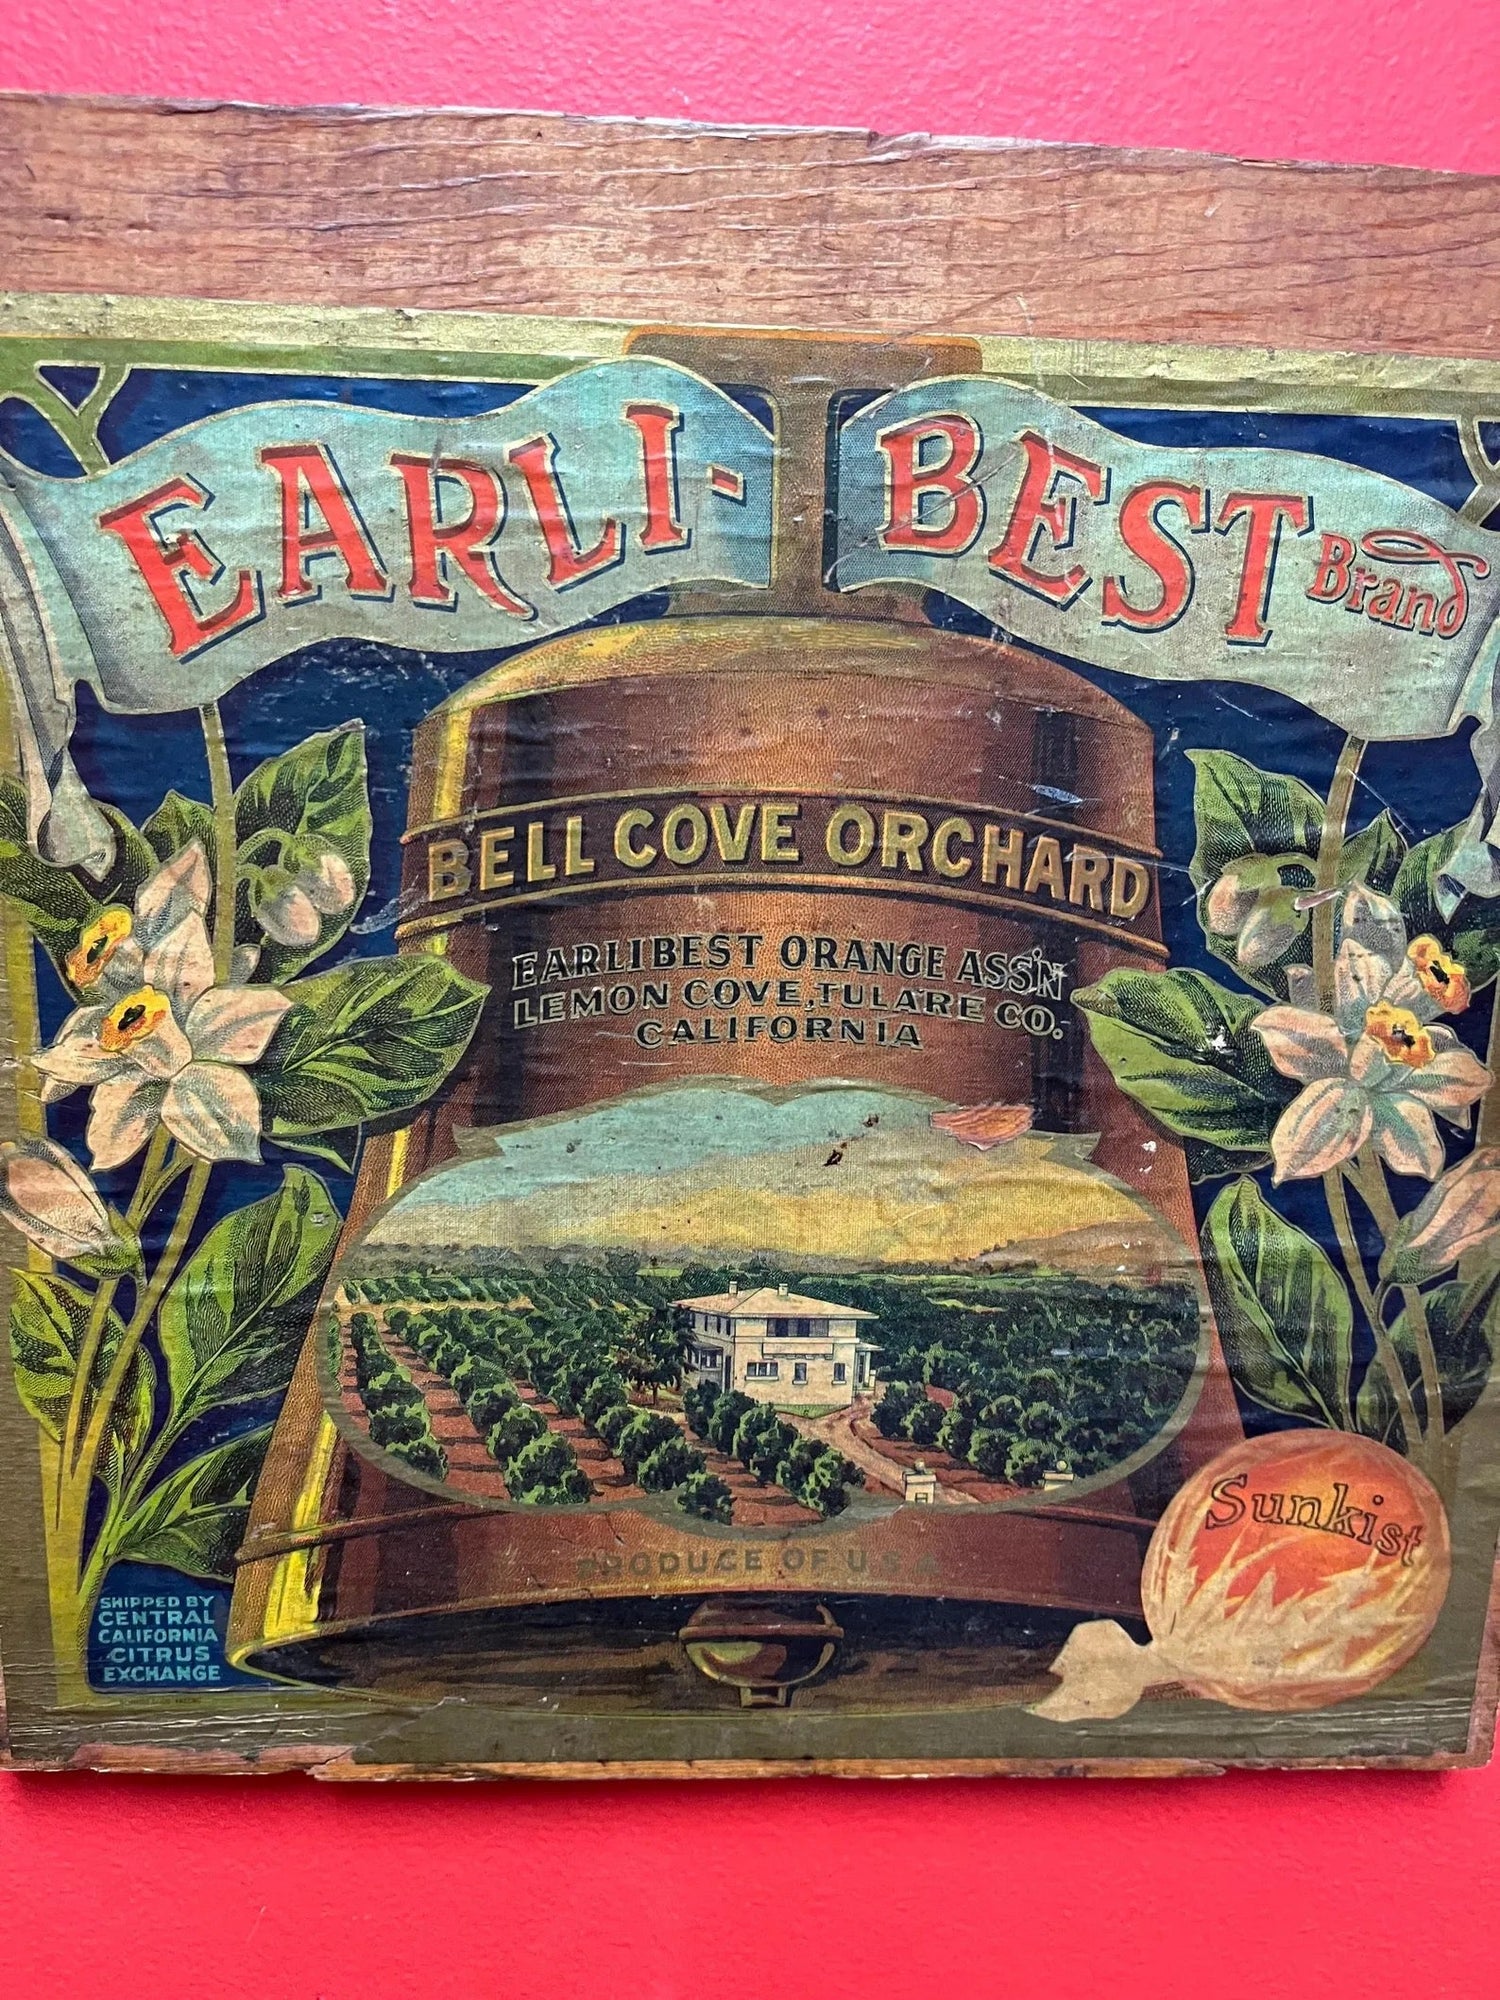 EARLI-BEST Brand
BELL COVE ORCHARD
EARLIBEST ORANGE ASS'N
LEMON COVE, TULARE CO.
CALIFORNIA
PRODUCE OF U.S.A.
Sunkist
SHIPPED BY
CENTRAL
CALIFORNIA
CITRUS
EXCHANGE